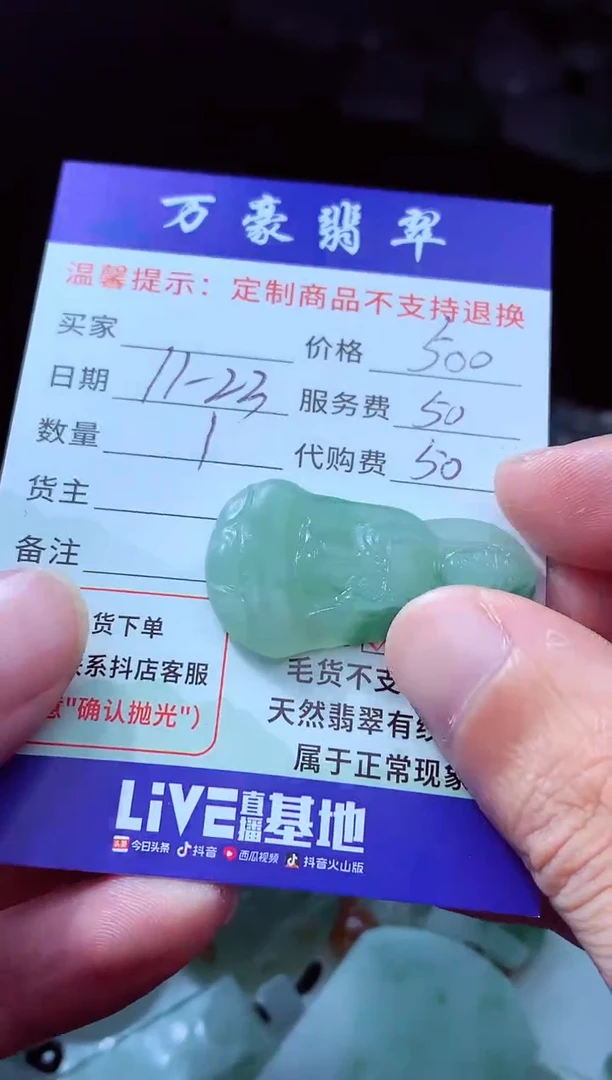 万豪翡翠
温馨提示：定制商品不支持退换
买家
价格 500
日期 11-23
服务费 50
数量 1
代购费 50
货主
备注
货下单
系抖店客服
"确认抛光"）
毛货不支
天然翡翠有
属于正常现象
LiVE直播基地
今日头条 抖音 西瓜视频 抖音火山版